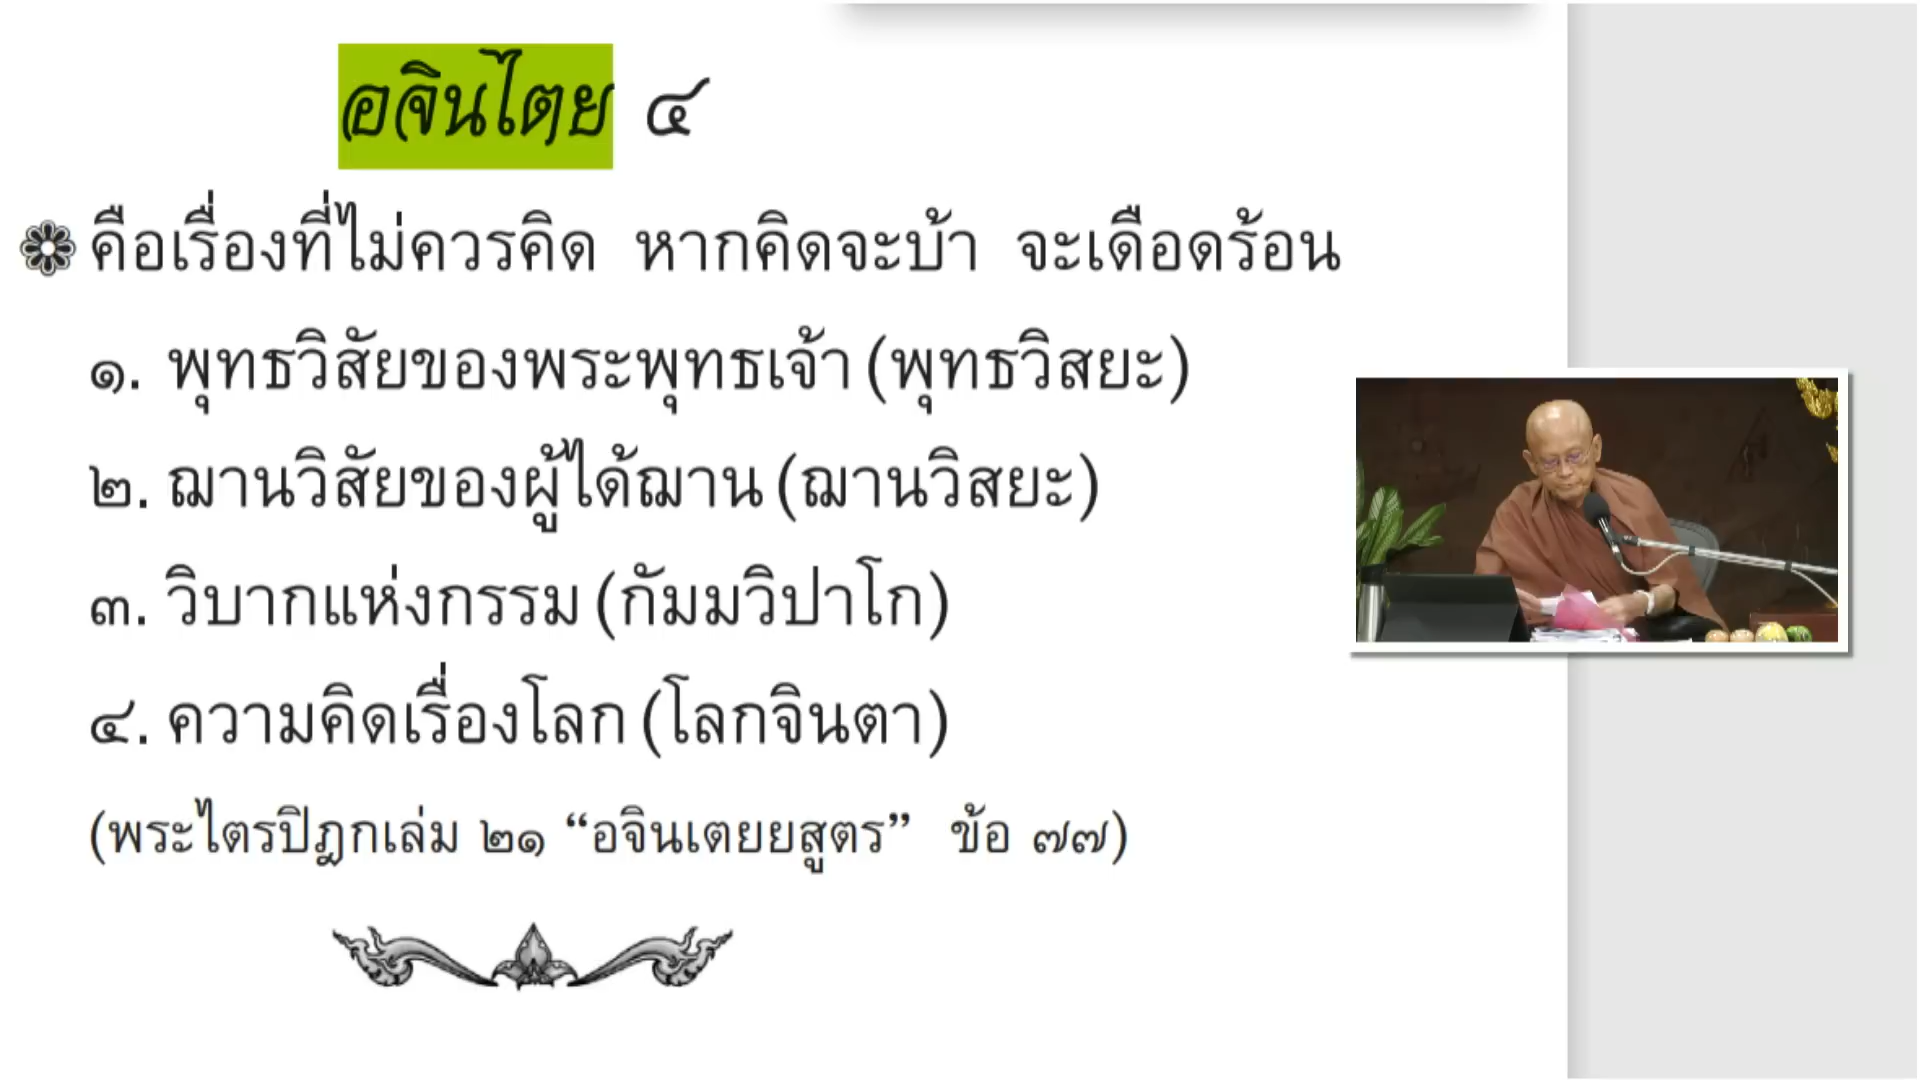 อจินไตย ๔
คือเรื่องที่ไม่ควรคิด หากคิดจะบ้า จะเดือดร้อน
๑. พุทธวิสัยของพระพุทธเจ้า (พุทธวิสยะ)
๒. ฌานวิสัยของผู้ได้ฌาน (ฌานวิสยะ)
๓. วิบากแห่งกรรม (กัมมวิปาโก)
๔. ความคิดเรื่องโลก (โลกจินตา)
(พระไตรปิฎกเล่ม ๒๑ “อจินเตยยสูตร” ข้อ ๗๗)